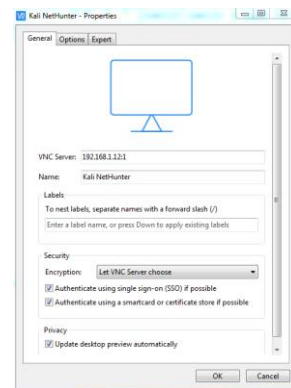 Kali NetHunter - Properties
General Options Expert
VNC Server: 192.168.1.12:1
Name: Kali NetHunter
Labels
To nest labels, separate names with a forward slash (/)
Enter a label name, or press Down to apply existing labels
Security
Encryption: Let VNC Server choose
Authenticate using single sign-on (SSO) if possible
Authenticate using a smartcard or certificate store if possible
Privacy
Update desktop preview automatically
OK Cancel